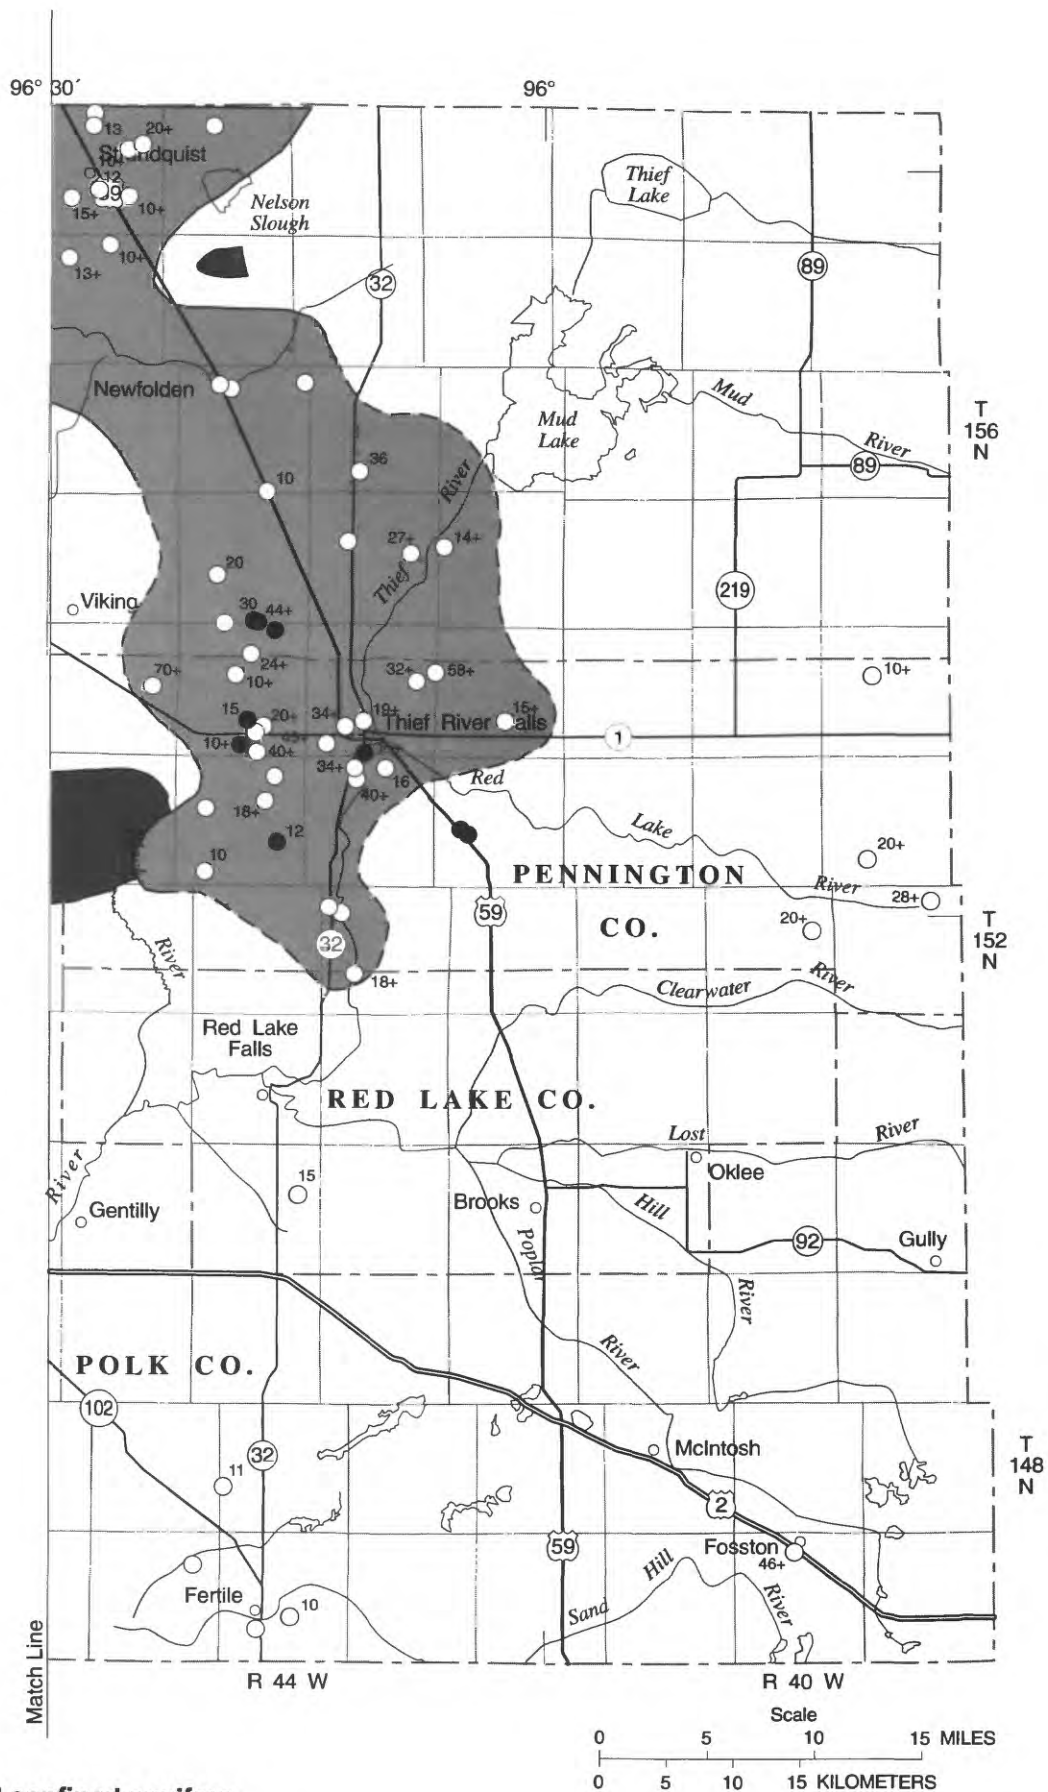 96° 30′
96°
13
20+
Strandquist
12
15+
10+
Nelson
Slough
Thief
Lake
10+
13+
32
89
Newfolden
Mud
Lake
Mud
River
T
156
N
89
36
10
River
27+
14+
Thief
20
219
Viking
30
44+
24+
10+
70+
32+
58+
10+
15
20+
34+
19+
15+
Thief River Falls
10+
1
40+
34+
16
40+
Red
18+
12
Lake
20+
10
PENNINGTON
River
28+
59
CO.
20+
T
152
N
32
River
18+
Clearwater
River
Red Lake
Falls
RED LAKE CO.
Lost
River
Oklee
15
River
Gentilly
Brooks
Hill
Poplar
92
Gully
River
POLK CO.
River
102
McIntosh
T
148
N
32
11
2
59
Fosston
46+
Hill
River
Fertile
10
Sand
Match Line
R 44 W
R 40 W
Scale
0 5 10 15 MILES
0 5 10 15 KILOMETERS